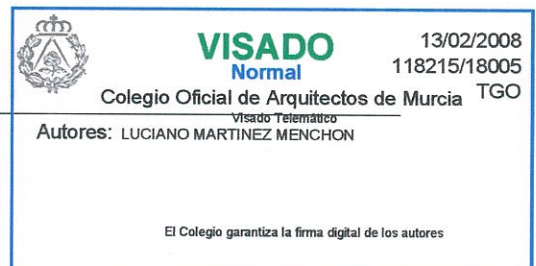 VISADO
Normal
13/02/2008
118215/18005
TGO
Colegio Oficial de Arquitectos de Murcia
Visado Telemático
Autores: LUCIANO MARTINEZ MENCHON
El Colegio garantiza la firma digital de los autores